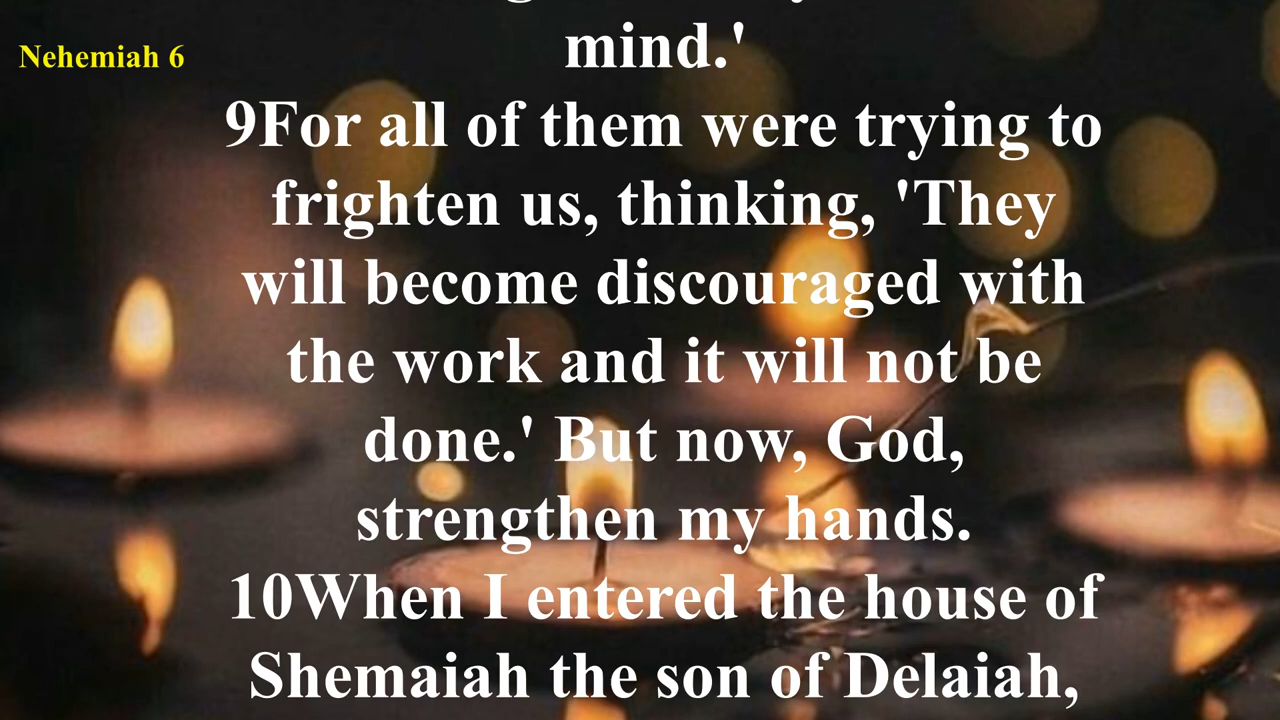 Nehemiah 6
mind.'
9For all of them were trying to
frighten us, thinking, 'They
will become discouraged with
the work and it will not be
done.' But now, God,
strengthen my hands.
10When I entered the house of
Shemaiah the son of Delaiah,